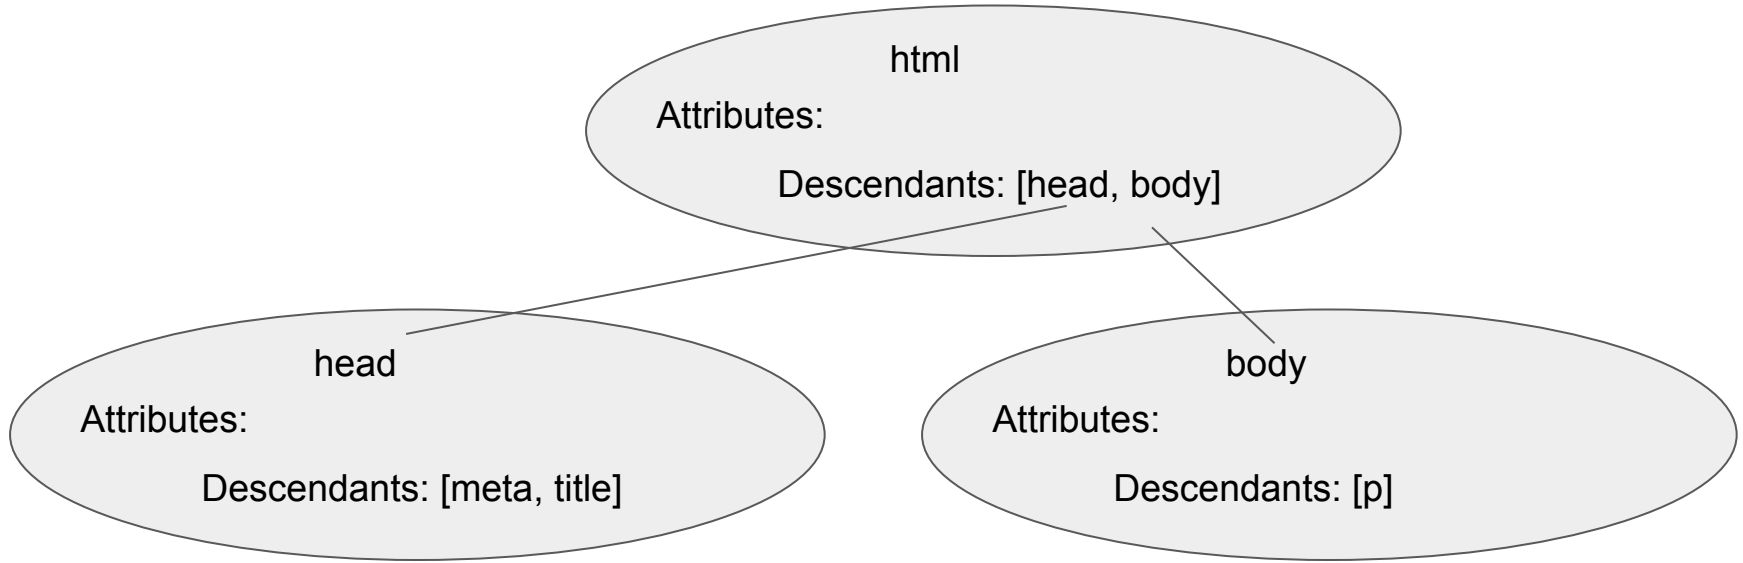 html
Attributes:
Descendants: [head, body]
head
Attributes:
Descendants: [meta, title]
body
Attributes:
Descendants: [p]